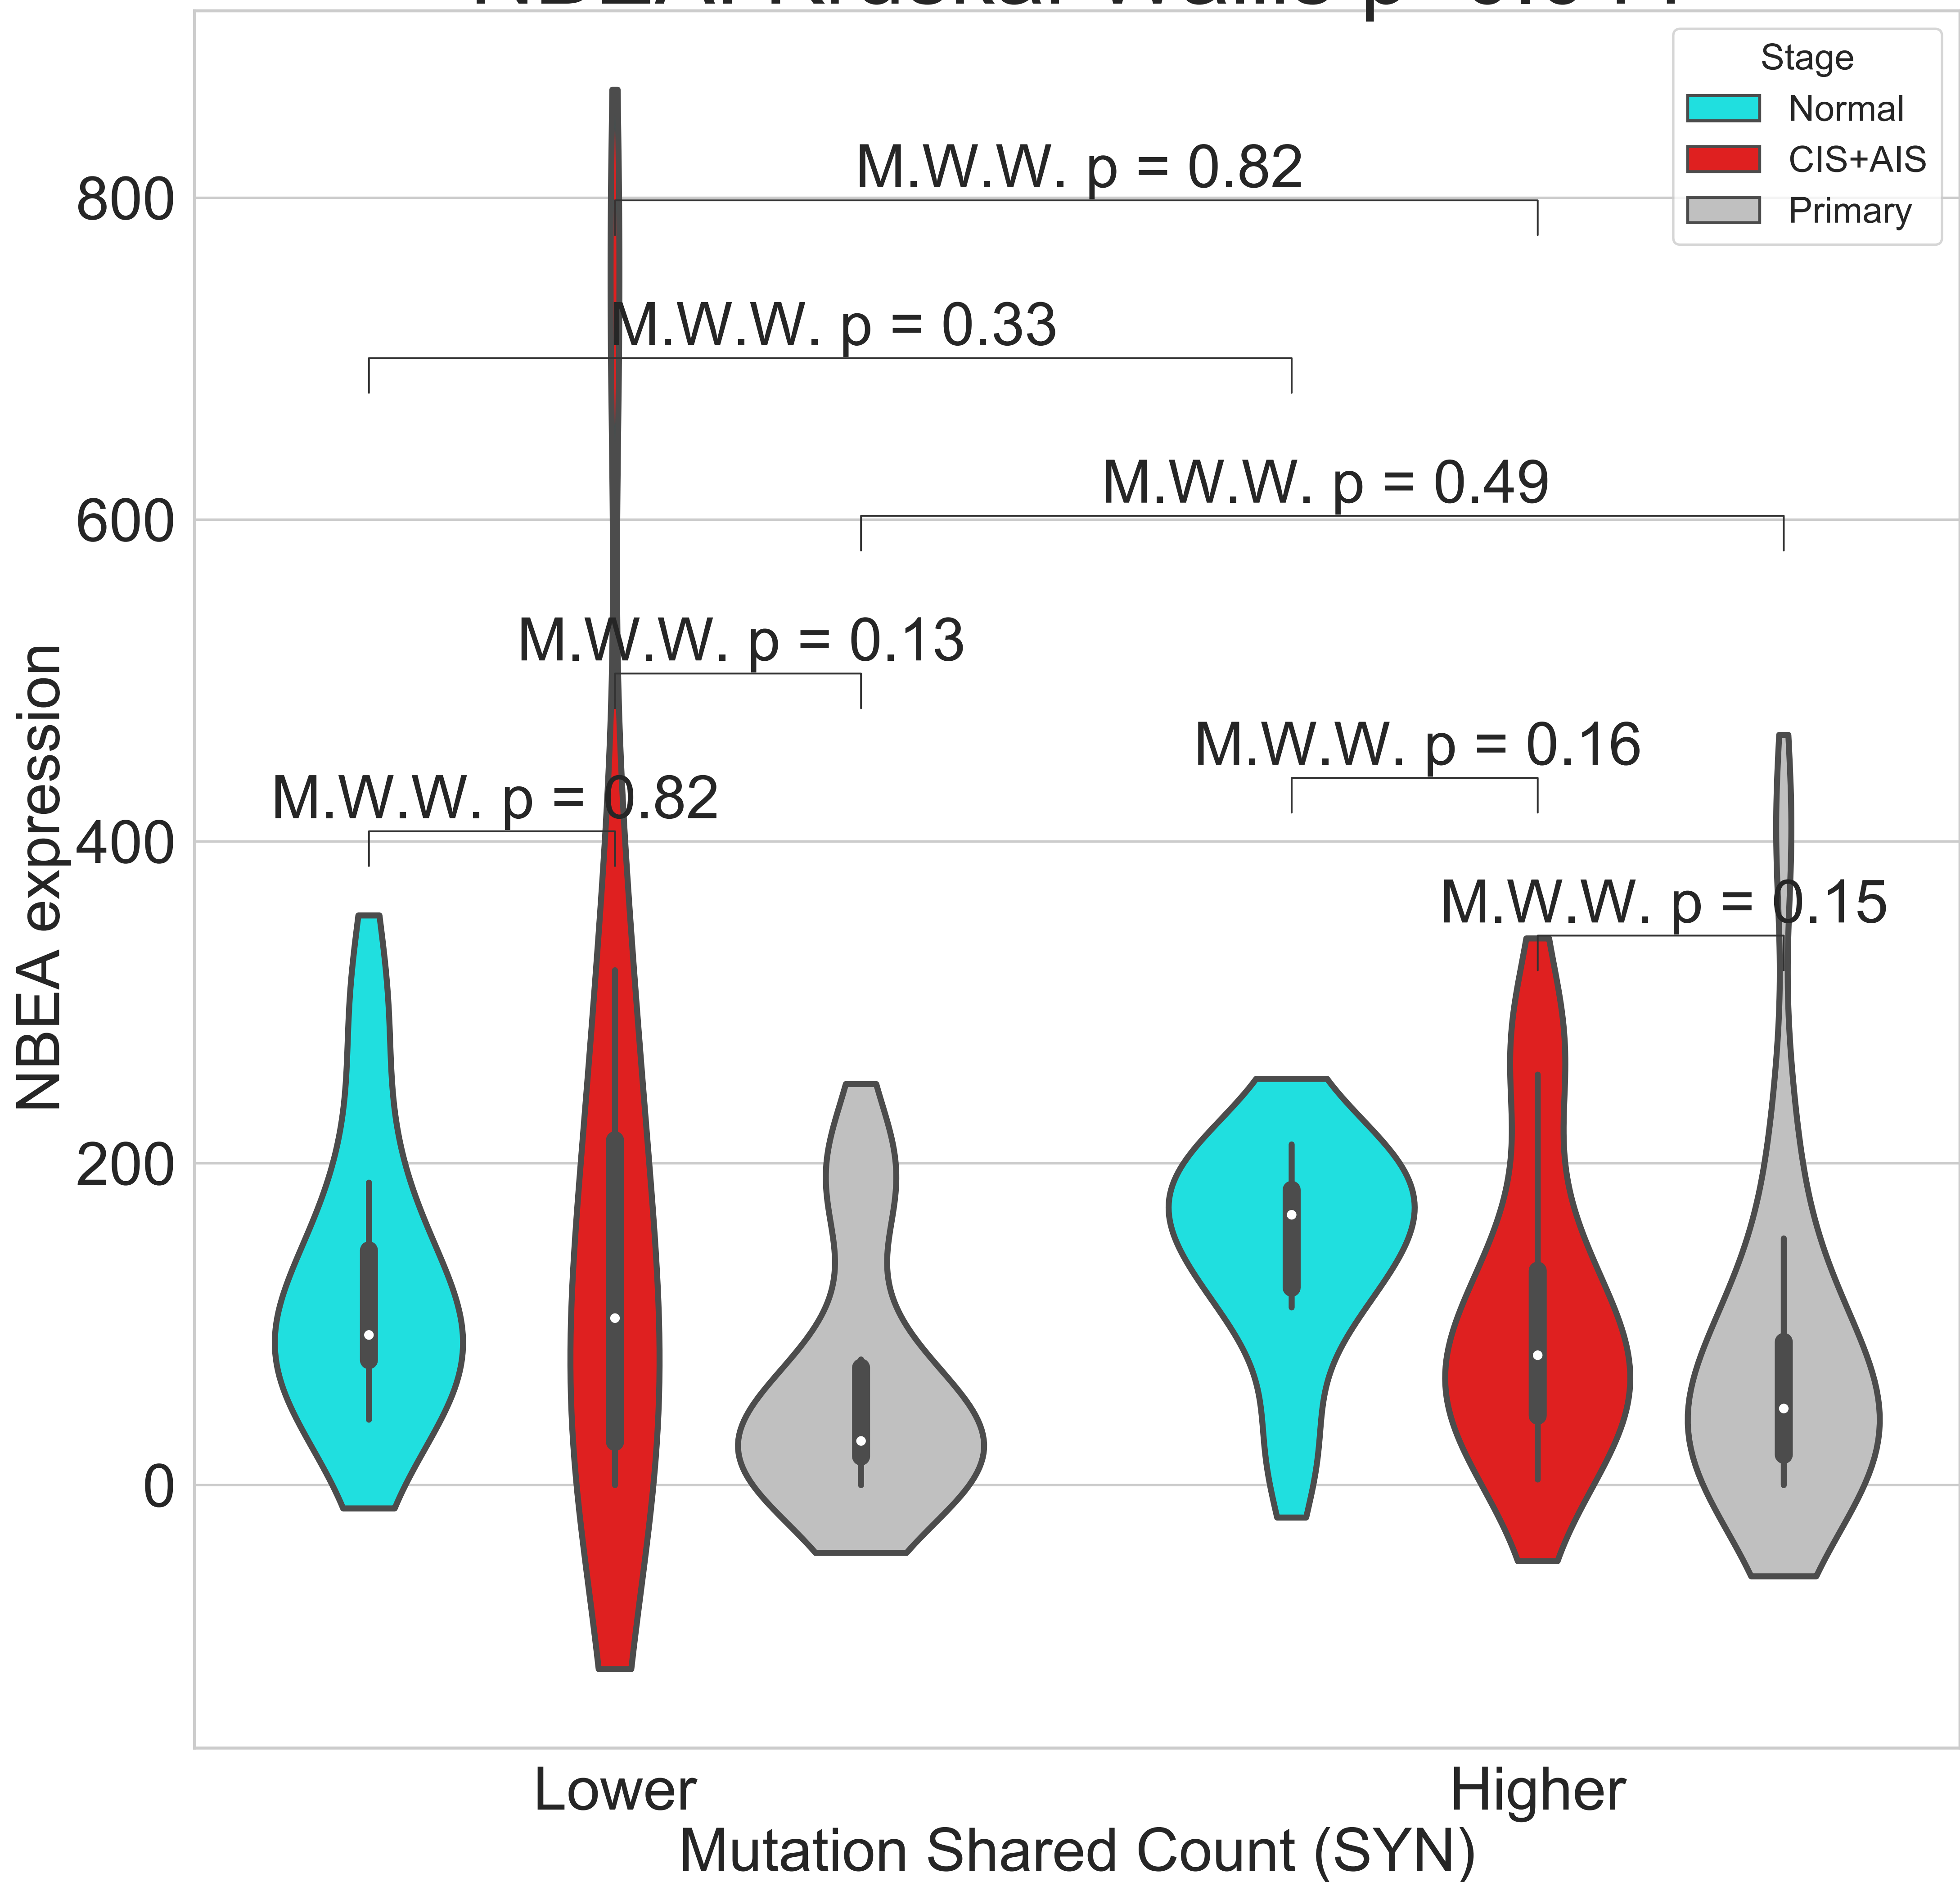 Stage
Normal
CIS+AIS
Primary
M.W.W. p = 0.82
M.W.W. p = 0.33
M.W.W. p = 0.49
M.W.W. p = 0.13
M.W.W. p = 0.16
M.W.W. p = 0.82
M.W.W. p = 0.15
800
600
400
200
0
NBEA expression
Lower
Higher
Mutation Shared Count (SYN)